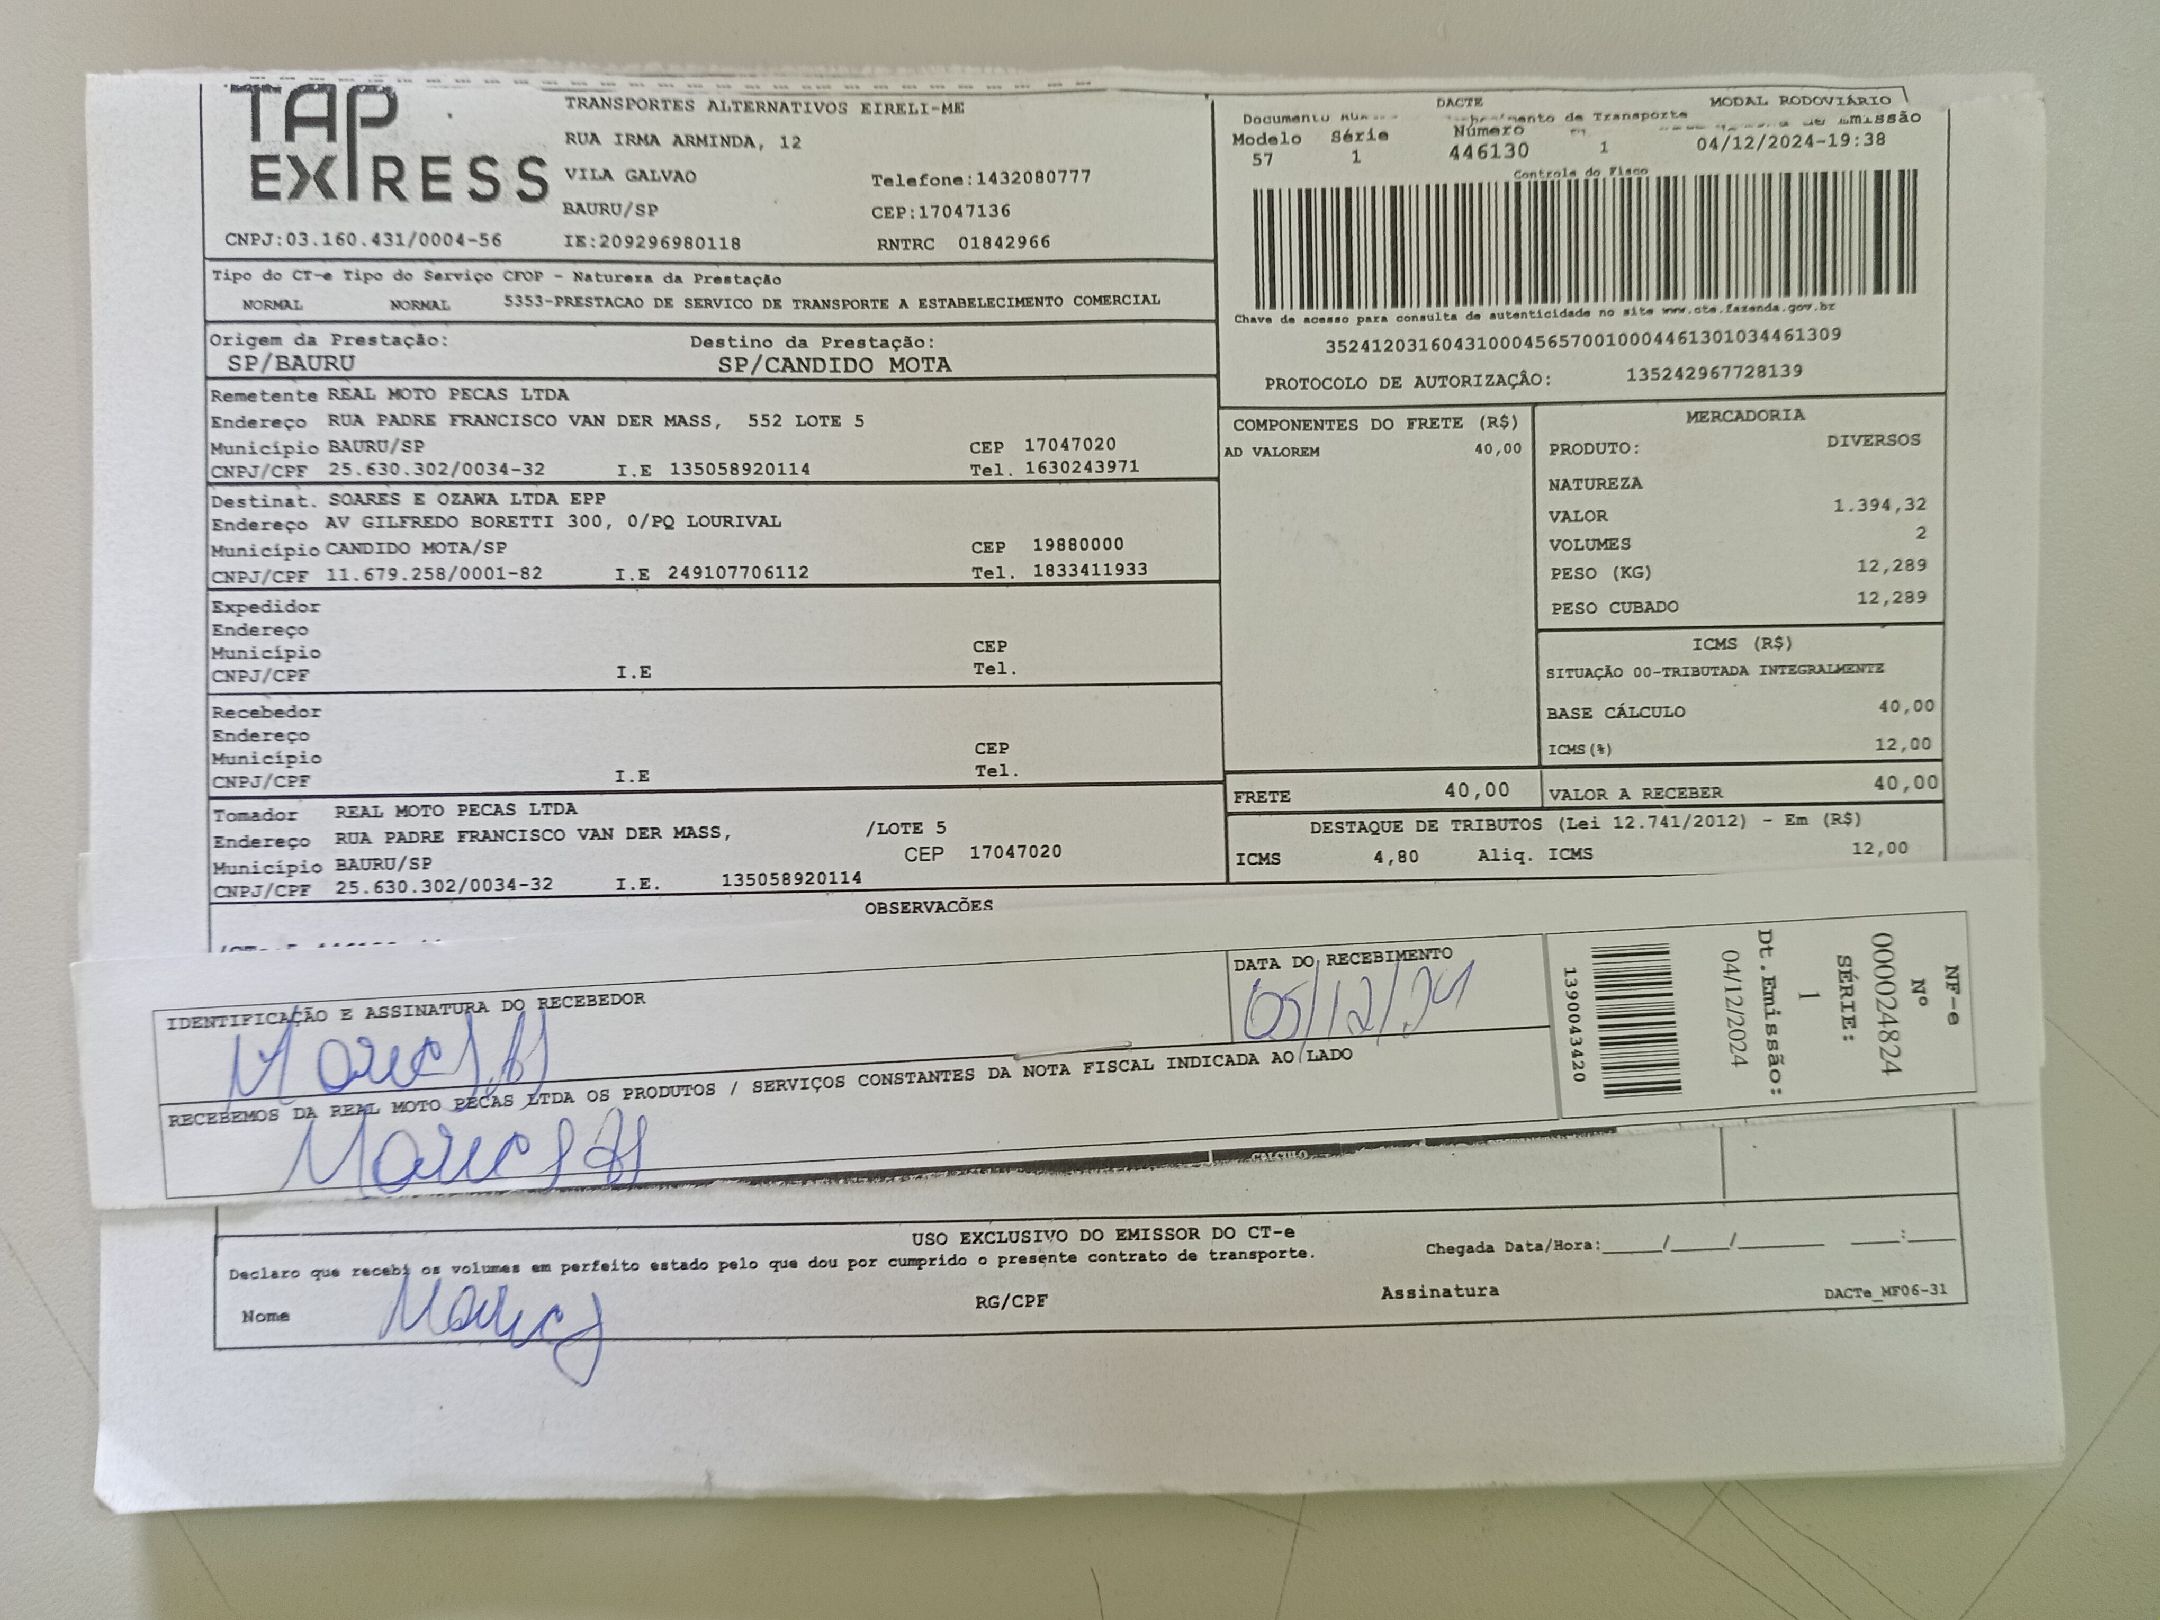 TAP EXPRESS
TRANSPORTES ALTERNATIVOS EIRELI-ME
RUA IRMA ARMINDA, 12
VILA GALVAO Telefone:1432080777
BAURU/SP CEP:17047136
CNPJ:03.160.431/0004-56 IE:209296980118 RNTRC 01842966
DACTE MODAL RODOVIÁRIO
Documento de Transporte Emissão
Modelo Série Número
57 1 446130 1 04/12/2024-19:38
Controle do Fisco
Chave de acesso para consulta de autenticidade no site www.cte.fazenda.gov.br
35241203160431000456570010004461301034461309
PROTOCOLO DE AUTORIZAÇÃO: 135242967728139
Tipo do CT-e Tipo do Serviço CFOP - Natureza da Prestação
NORMAL NORMAL 5353-PRESTACAO DE SERVICO DE TRANSPORTE A ESTABELECIMENTO COMERCIAL
Origem da Prestação: Destino da Prestação:
SP/BAURU SP/CANDIDO MOTA
Remetente REAL MOTO PECAS LTDA
Endereço RUA PADRE FRANCISCO VAN DER MASS, 552 LOTE 5
Município BAURU/SP CEP 17047020
CNPJ/CPF 25.630.302/0034-32 I.E 135058920114 Tel. 1630243971
Destinat. SOARES E OZAWA LTDA EPP
Endereço AV GILFREDO BORETTI 300, 0/PQ LOURIVAL
Município CANDIDO MOTA/SP CEP 19880000
CNPJ/CPF 11.679.258/0001-82 I.E 249107706112 Tel. 1833411933
Expedidor
Endereço
Município CEP
CNPJ/CPF I.E Tel.
Recebedor
Endereço
Município CEP
CNPJ/CPF I.E Tel.
Tomador REAL MOTO PECAS LTDA
Endereço RUA PADRE FRANCISCO VAN DER MASS, /LOTE 5
Município BAURU/SP CEP 17047020
CNPJ/CPF 25.630.302/0034-32 I.E. 135058920114
COMPONENTES DO FRETE (R$)
AD VALOREM 40,00
MERCADORIA
PRODUTO: DIVERSOS
NATUREZA
VALOR 1.394,32
VOLUMES 2
PESO (KG) 12,289
PESO CUBADO 12,289
ICMS (R$)
SITUAÇÃO 00-TRIBUTADA INTEGRALMENTE
BASE CÁLCULO 40,00
ICMS(%) 12,00
FRETE 40,00 VALOR A RECEBER 40,00
DESTAQUE DE TRIBUTOS (Lei 12.741/2012) - Em (R$)
ICMS 4,80 Aliq. ICMS 12,00
OBSERVAÇÕES
IDENTIFICAÇÃO E ASSINATURA DO RECEBEDOR
DATA DO RECEBIMENTO
05/12/24
RECEBEMOS DA REAL MOTO PECAS LTDA OS PRODUTOS / SERVIÇOS CONSTANTES DA NOTA FISCAL INDICADA AO LADO
NF-e
Nº
000024824
SÉRIE:
1
Dt.Emissão:
04/12/2024
1390043420
USO EXCLUSIVO DO EMISSOR DO CT-e
Declaro que recebi os volumes em perfeito estado pelo que dou por cumprido o presente contrato de transporte.
Chegada Data/Hora:_____/_____/________ ____:____
Nome RG/CPF Assinatura
DACTe_MF06-31